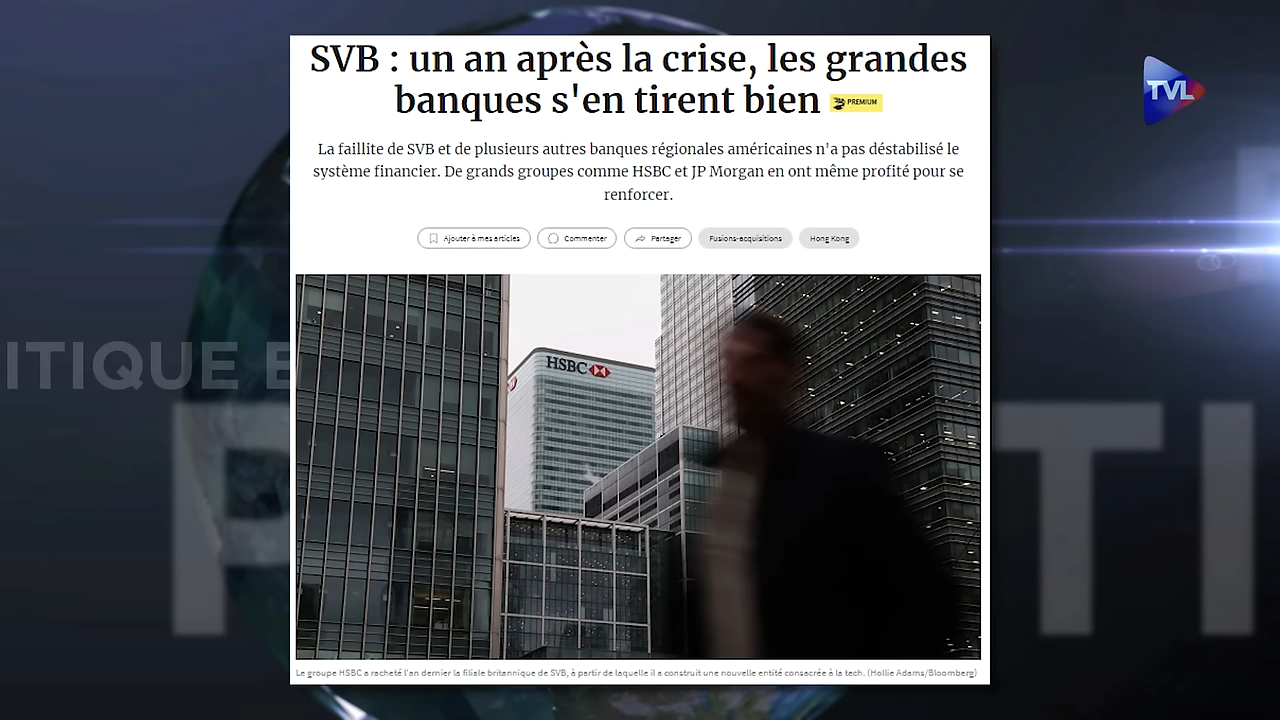 SVB : un an après la crise, les grandes
banques s'en tirent bien PREMIUM
TVL
La faillite de SVB et de plusieurs autres banques régionales américaines n'a pas déstabilisé le
système financier. De grands groupes comme HSBC et JP Morgan en ont même profité pour se
renforcer.
Ajouter à mes articles Commenter Partager Fusions-acquisitions Hong Kong
HSBC
ITIQUE E
P TI
Le groupe HSBC a racheté l'an dernier la filiale britannique de SVB, à partir de laquelle il a construit une nouvelle entité consacrée à la tech. (Hollie Adams/Bloomberg)